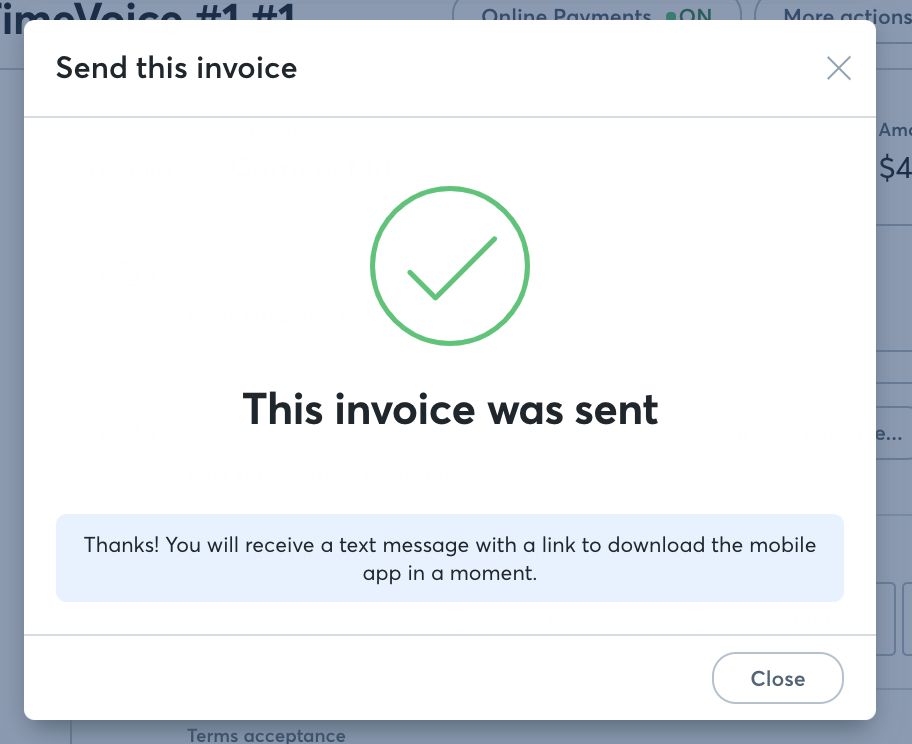 TimeVoice #1 #1
Online Payments ON
More actions
Send this invoice
$4
This invoice was sent
Thanks! You will receive a text message with a link to download the mobile
app in a moment.
Close
Terms acceptance